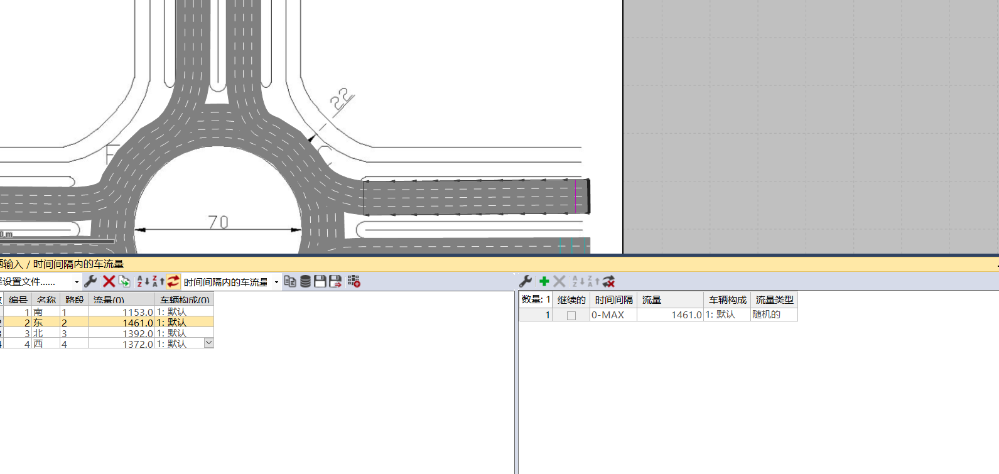 22
F
C
70
0 m
辆输入 / 时间间隔内的车流量
设置文件...... 时间间隔内的车流量
编号 名称 路段 流量(0) 车辆构成(0)
1 南 1 1153.0 1: 默认
2 2 东 2 1461.0 1: 默认
3 3 北 3 1392.0 1: 默认
4 4 西 4 1372.0 1: 默认
数量: 1 继续的 时间间隔 流量 车辆构成 流量类型
1 0-MAX 1461.0 1: 默认 随机的